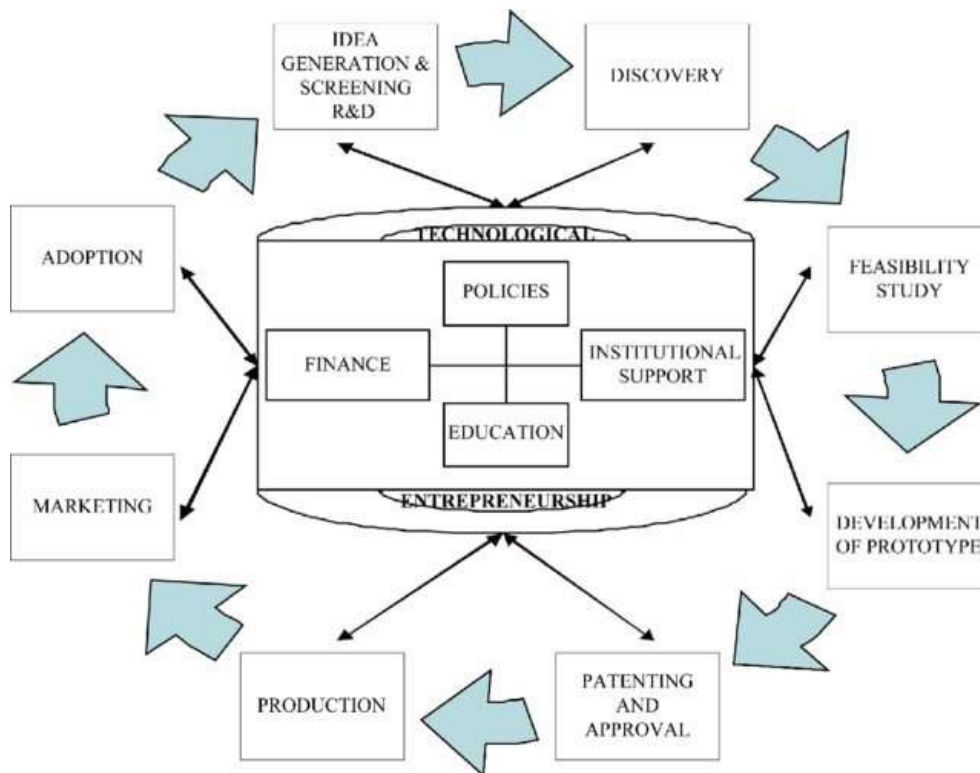 IDEA
GENERATION &
SCREENING
R&D
DISCOVERY
ADOPTION
TECHNOLOGICAL
FEASIBILITY
STUDY
POLICIES
FINANCE
INSTITUTIONAL
SUPPORT
EDUCATION
MARKETING
ENTREPRENEURSHIP
DEVELOPMENT
OF PROTOTYPE
PRODUCTION
PATENTING
AND
APPROVAL